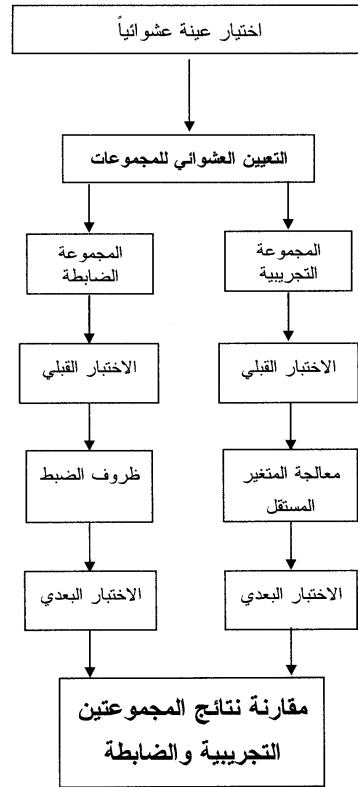 اختيار عينة عشوائياً
التعيين العشوائي للمجموعات
المجموعة
التجريبية
المجموعة
الضابطة
الاختبار القبلي
الاختبار القبلي
معالجة المتغير
المستقل
ظروف الضبط
الاختبار البعدي
الاختبار البعدي
مقارنة نتائج المجموعتين
التجريبية والضابطة